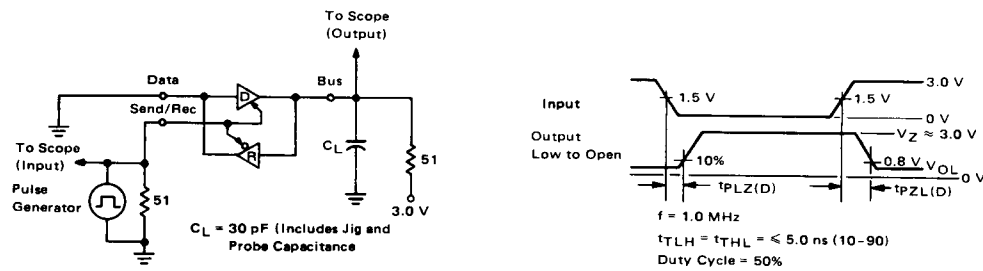 To Scope
(Output)
Data
Bus
Send/Rec
D
R
To Scope
(Input)
CL
51
Pulse
Generator
51
3.0 V
CL = 30 pF (Includes Jig and
Probe Capacitance
Input
1.5 V
1.5 V
3.0 V
0 V
Output
Low to Open
VZ ≈ 3.0 V
10%
0.8 V
VOL
0 V
tPLZ(D)
tPZL(D)
f = 1.0 MHz
tTLH = tTHL = ≤ 5.0 ns (10-90)
Duty Cycle = 50%